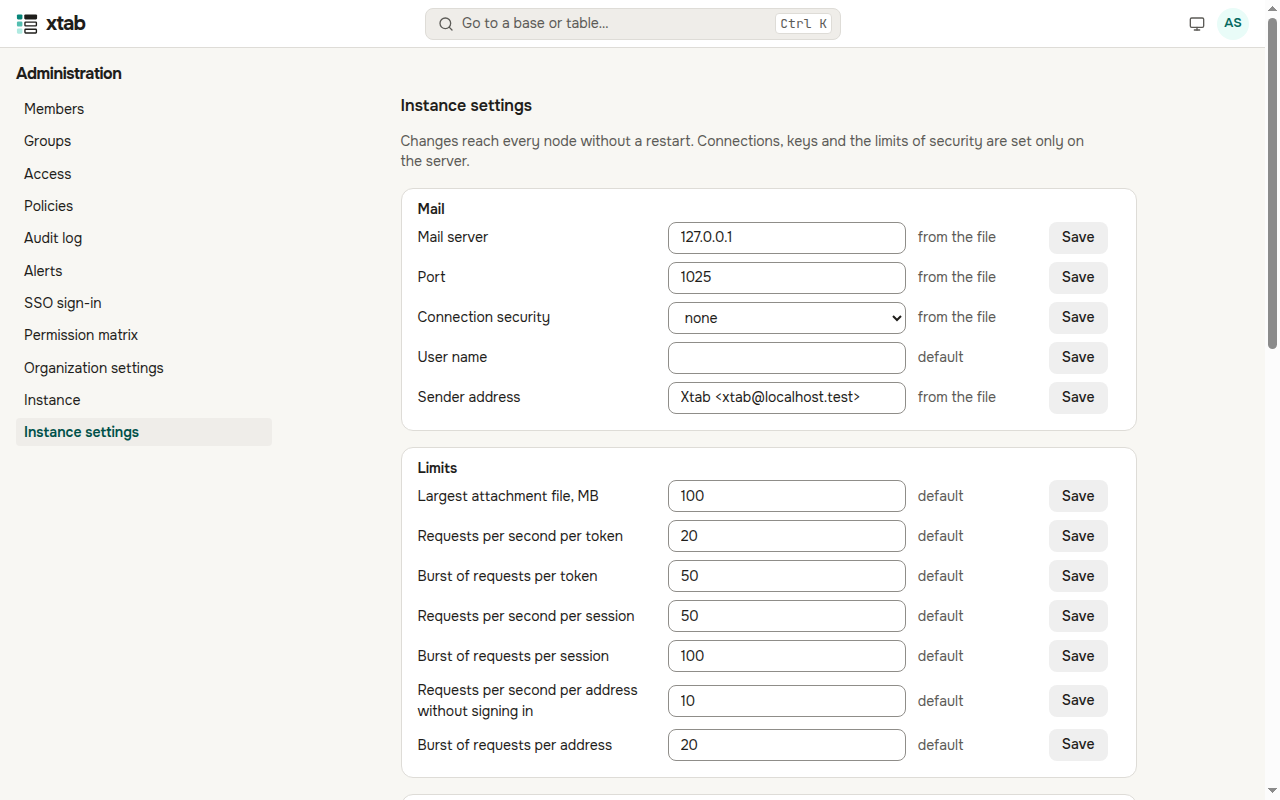 xtab
Go to a base or table...
Ctrl K
AS
Administration
Members
Groups
Access
Policies
Audit log
Alerts
SSO sign-in
Permission matrix
Organization settings
Instance
Instance settings
Instance settings
Changes reach every node without a restart. Connections, keys and the limits of security are set only on
the server.
Mail
Mail server
127.0.0.1
from the file
Save
Port
1025
from the file
Save
Connection security
none
from the file
Save
User name
default
Save
Sender address
Xtab <xtab@localhost.test>
from the file
Save
Limits
Largest attachment file, MB
100
default
Save
Requests per second per token
20
default
Save
Burst of requests per token
50
default
Save
Requests per second per session
50
default
Save
Burst of requests per session
100
default
Save
Requests per second per address
without signing in
10
default
Save
Burst of requests per address
20
default
Save